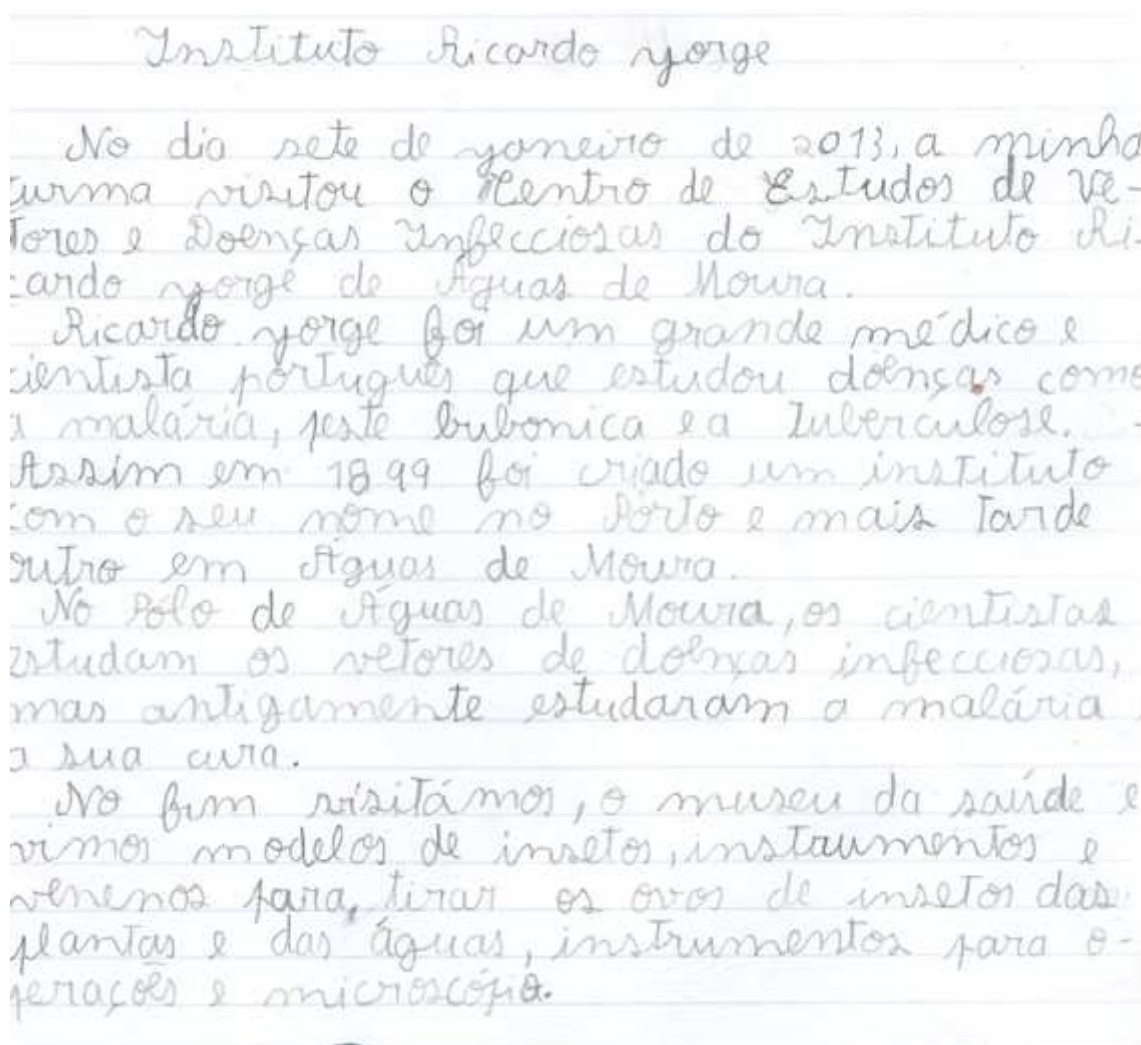 Instituto Ricardo Jorge
No dia sete de janeiro de 2013, a minha
turma visitou o Centro de Estudos de Ve-
tores e Doenças Infecciosas do Instituto Ri-
cardo Jorge de Águas de Moura.
Ricardo Jorge foi um grande médico e
cientista português que estudou doenças como
a malária, peste bubonica e a tuberculose.
Assim em 1899 foi criado um instituto
com o seu nome no Porto e mais tarde
outro em Águas de Moura.
No Pólo de Águas de Moura, os cientistas
estudam os vetores de doenças infecciosas,
mas antigamente estudaram a malária
a sua cura.
No fim visitámos, o museu da saúde e
vimos modelos de insetos, instrumentos e
venenos para, tirar os ovos de insetos das
plantas e das águas, instrumentos para o-
perações e microscópio.